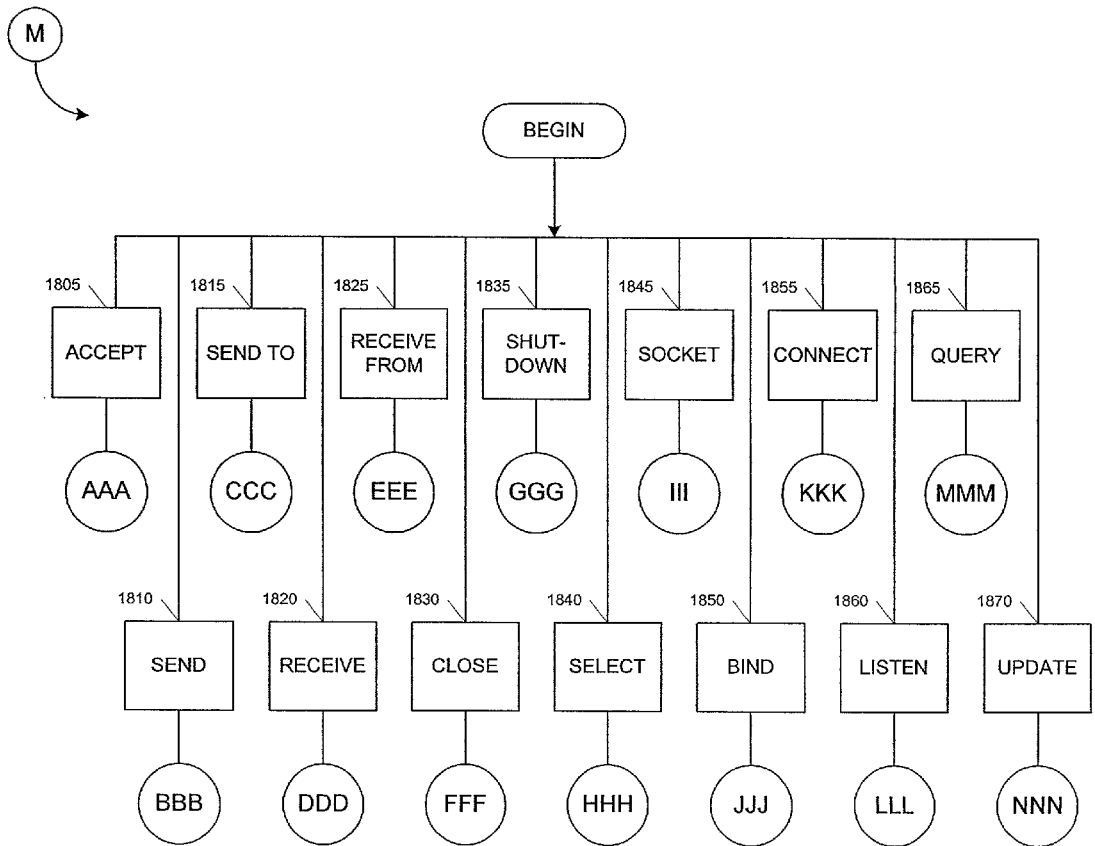 M
BEGIN
1805
1815
1825
1835
1845
1855
1865
ACCEPT
SEND TO
RECEIVE
FROM
SHUT-
DOWN
SOCKET
CONNECT
QUERY
AAA
CCC
EEE
GGG
III
KKK
MMM
1810
1820
1830
1840
1850
1860
1870
SEND
RECEIVE
CLOSE
SELECT
BIND
LISTEN
UPDATE
BBB
DDD
FFF
HHH
JJJ
LLL
NNN